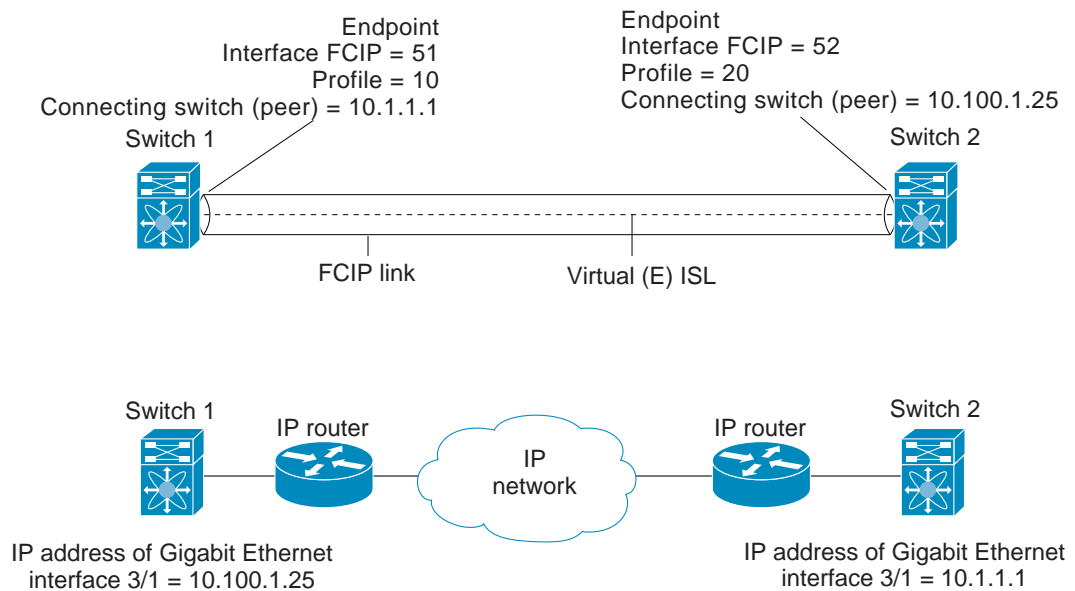 Endpoint
Interface FCIP = 51
Profile = 10
Connecting switch (peer) = 10.1.1.1
Endpoint
Interface FCIP = 52
Profile = 20
Connecting switch (peer) = 10.100.1.25
Switch 1
Switch 2
FCIP link
Virtual (E) ISL
Switch 1
IP router
IP
network
IP router
Switch 2
IP address of Gigabit Ethernet
interface 3/1 = 10.100.1.25
IP address of Gigabit Ethernet
interface 3/1 = 10.1.1.1